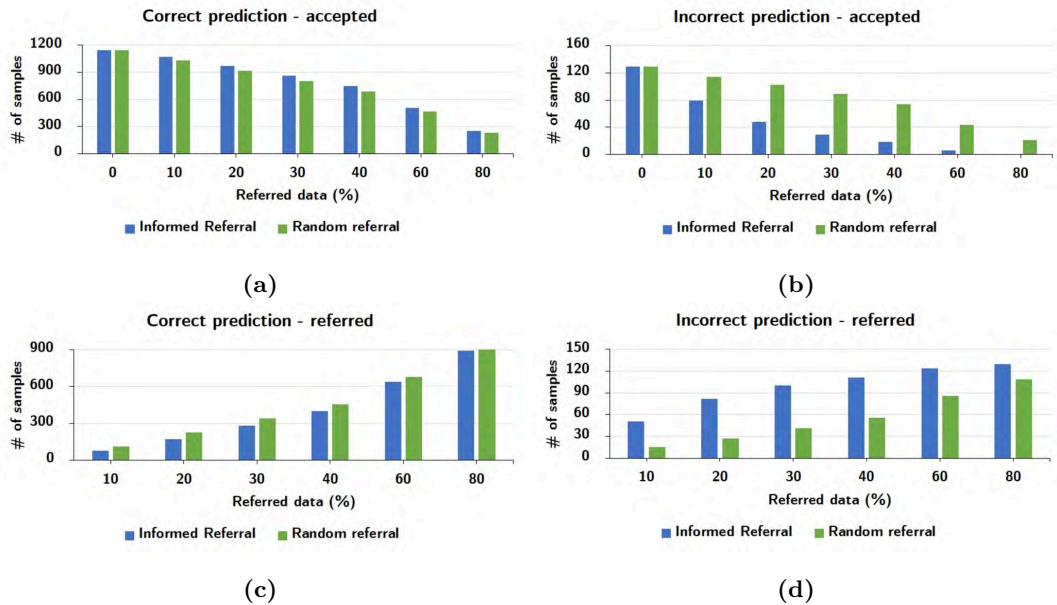 Correct prediction - accepted
1200
900
600
300
0
# of samples
0 10 20 30 40 60 80
Referred data (%)
Informed Referral Random referral
(a)
Incorrect prediction - accepted
160
120
80
40
0
# of samples
0 10 20 30 40 60 80
Referred data (%)
Informed Referral Random referral
(b)
Correct prediction - referred
900
600
300
0
# of samples
10 20 30 40 60 80
Referred data (%)
Informed Referral Random referral
(c)
Incorrect prediction - referred
150
120
90
60
30
0
# of samples
10 20 30 40 60 80
Referred data (%)
Informed Referral Random referral
(d)